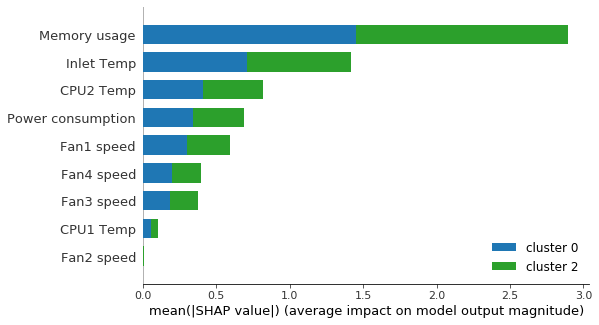 Memory usage
Inlet Temp
CPU2 Temp
Power consumption
Fan1 speed
Fan4 speed
Fan3 speed
CPU1 Temp
Fan2 speed
cluster 0
cluster 2
0.0 0.5 1.0 1.5 2.0 2.5 3.0
mean(|SHAP value|) (average impact on model output magnitude)